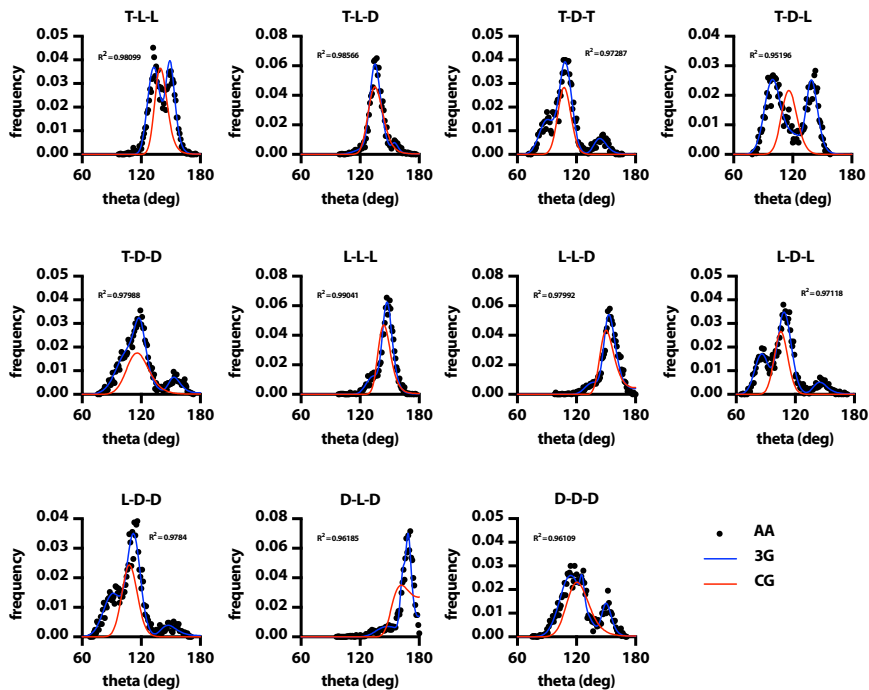 T-L-L
T-L-D
T-D-T
T-D-L
frequency
0.05
0.04
0.03
0.02
0.01
0.00
R² = 0.98099
60
120
180
theta (deg)
frequency
0.08
0.06
0.04
0.02
0.00
R² = 0.98566
60
120
180
theta (deg)
frequency
0.05
0.04
0.03
0.02
0.01
0.00
R² = 0.97287
60
120
180
theta (deg)
frequency
0.04
0.03
0.02
0.01
0.00
R² = 0.95196
60
120
180
theta (deg)
T-D-D
L-L-L
L-L-D
L-D-L
frequency
0.05
0.04
0.03
0.02
0.01
0.00
R² = 0.97988
60
120
180
theta (deg)
frequency
0.08
0.06
0.04
0.02
0.00
R² = 0.99041
60
120
180
theta (deg)
frequency
0.08
0.06
0.04
0.02
0.00
R² = 0.97992
60
120
180
theta (deg)
frequency
0.05
0.04
0.03
0.02
0.01
0.00
R² = 0.97118
60
120
180
theta (deg)
L-D-D
D-L-D
D-D-D
frequency
0.04
0.03
0.02
0.01
0.00
R² = 0.9784
60
120
180
theta (deg)
frequency
0.08
0.06
0.04
0.02
0.00
R² = 0.96185
60
120
180
theta (deg)
frequency
0.05
0.04
0.03
0.02
0.01
0.00
R² = 0.96109
60
120
180
theta (deg)
AA
3G
CG